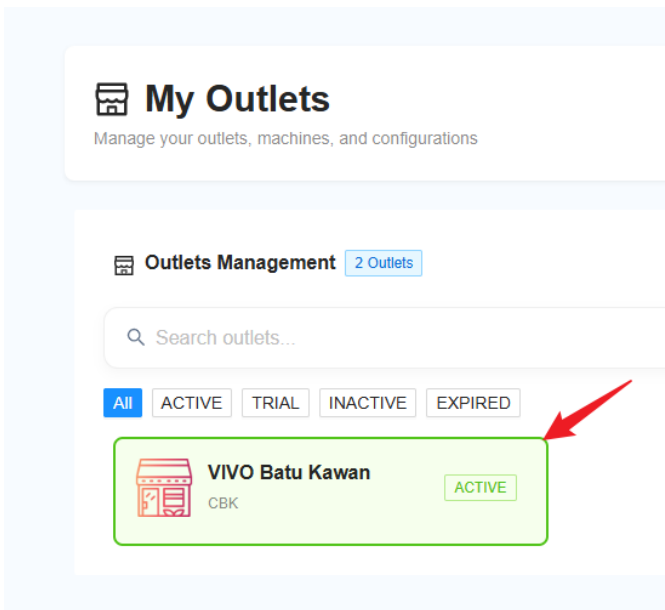 My Outlets
Manage your outlets, machines, and configurations
Outlets Management 2 Outlets
Search outlets...
All ACTIVE TRIAL INACTIVE EXPIRED
VIVO Batu Kawan
ACTIVE
CBK